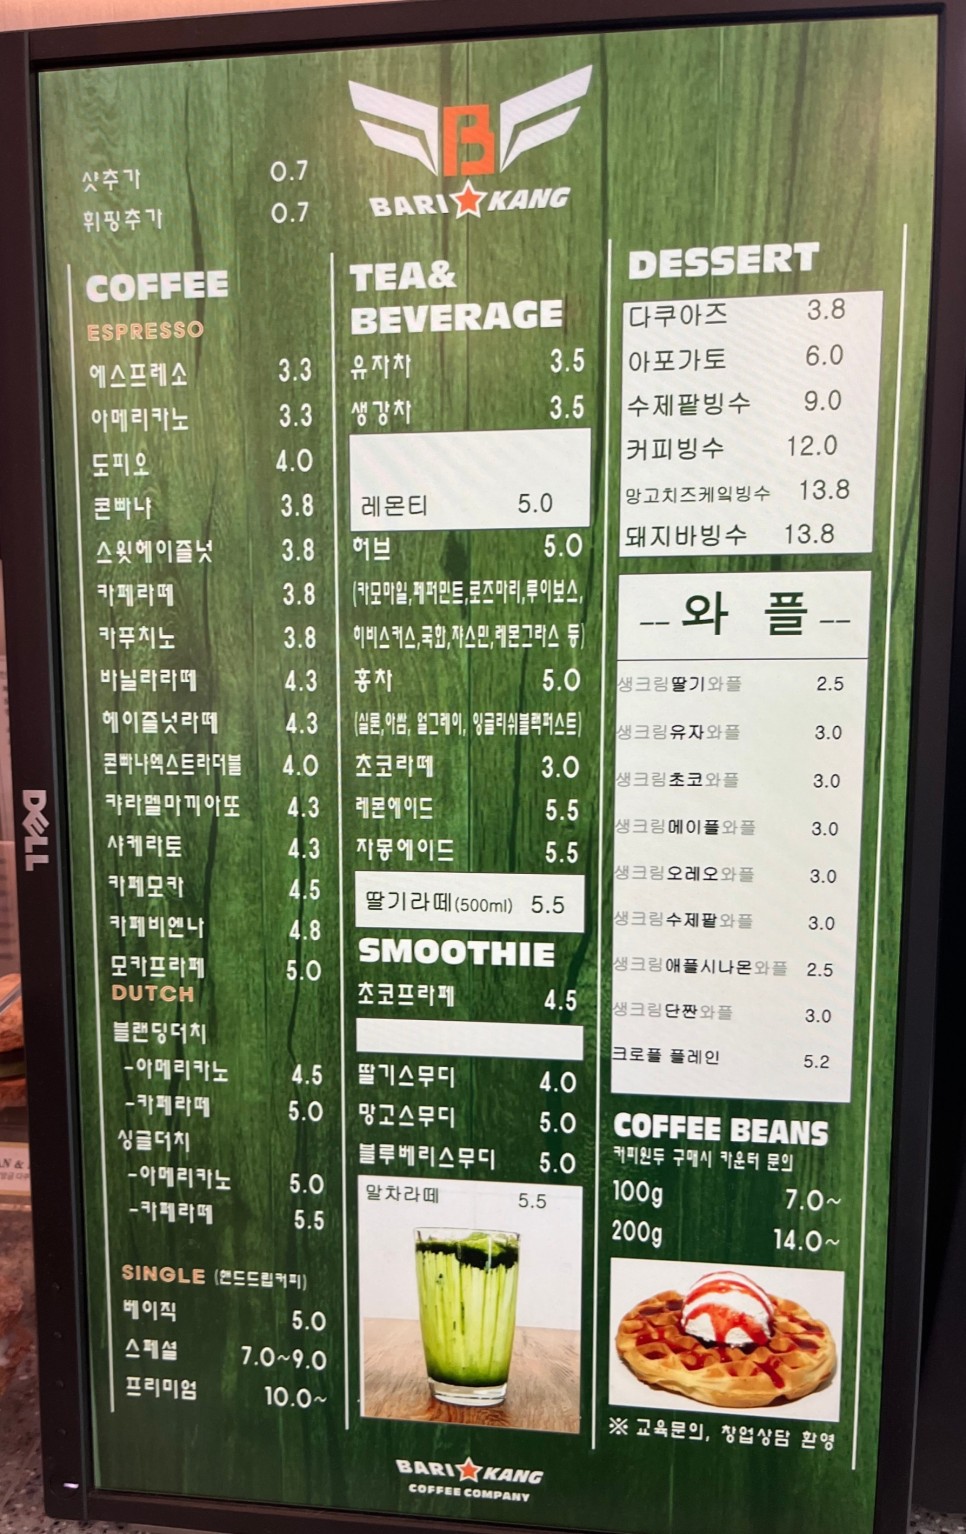 샷추가 0.7
휘핑추가 0.7
B
BARI★KANG
COFFEE
ESPRESSO
에스프레소 3.3
아메리카노 3.3
도피오 4.0
콘빠냐 3.8
스윗헤이즐넛 3.8
카페라떼 3.8
카푸치노 3.8
바닐라라떼 4.3
헤이즐넛라떼 4.3
콘빠냐엑스트라더블 4.0
캬라멜마끼아또 4.3
샤케라토 4.3
카페모카 4.5
카페비엔나 4.8
모카프라페 5.0
DUTCH
블랜딩더치
-아메리카노 4.5
-카페라떼 5.0
싱글더치
-아메리카노 5.0
-카페라떼 5.5
SINGLE (핸드드립커피)
베이직 5.0
스페셜 7.0~9.0
프리미엄 10.0~
TEA&
BEVERAGE
유자차 3.5
생강차 3.5
레몬티 5.0
허브 5.0
(카모마일,페퍼민트,로즈마리,루이보스,
히비스커스,국화,쟈스민,레몬그라스 등)
홍차 5.0
(실론,아쌈, 얼그레이, 잉글리쉬블랙퍼스트)
초코라떼 3.0
레몬에이드 5.5
자몽에이드 5.5
딸기라떼(500ml) 5.5
SMOOTHIE
초코프라페 4.5
딸기스무디 4.0
망고스무디 5.0
블루베리스무디 5.0
말차라떼 5.5
DESSERT
다쿠아즈 3.8
아포가토 6.0
수제팥빙수 9.0
커피빙수 12.0
망고치즈케잌빙수 13.8
돼지바빙수 13.8
-- 와 플 --
생크림딸기와플 2.5
생크림유자와플 3.0
생크림초코와플 3.0
생크림메이플와플 3.0
생크림오레오와플 3.0
생크림수제팥와플 3.0
생크림애플시나몬와플 2.5
생크림단짠와플 3.0
크로플 플레인 5.2
COFFEE BEANS
커피원두 구매시 카운터 문의
100g 7.0~
200g 14.0~
※ 교육문의, 창업상담 환영
BARI★KANG
COFFEE COMPANY
DELL